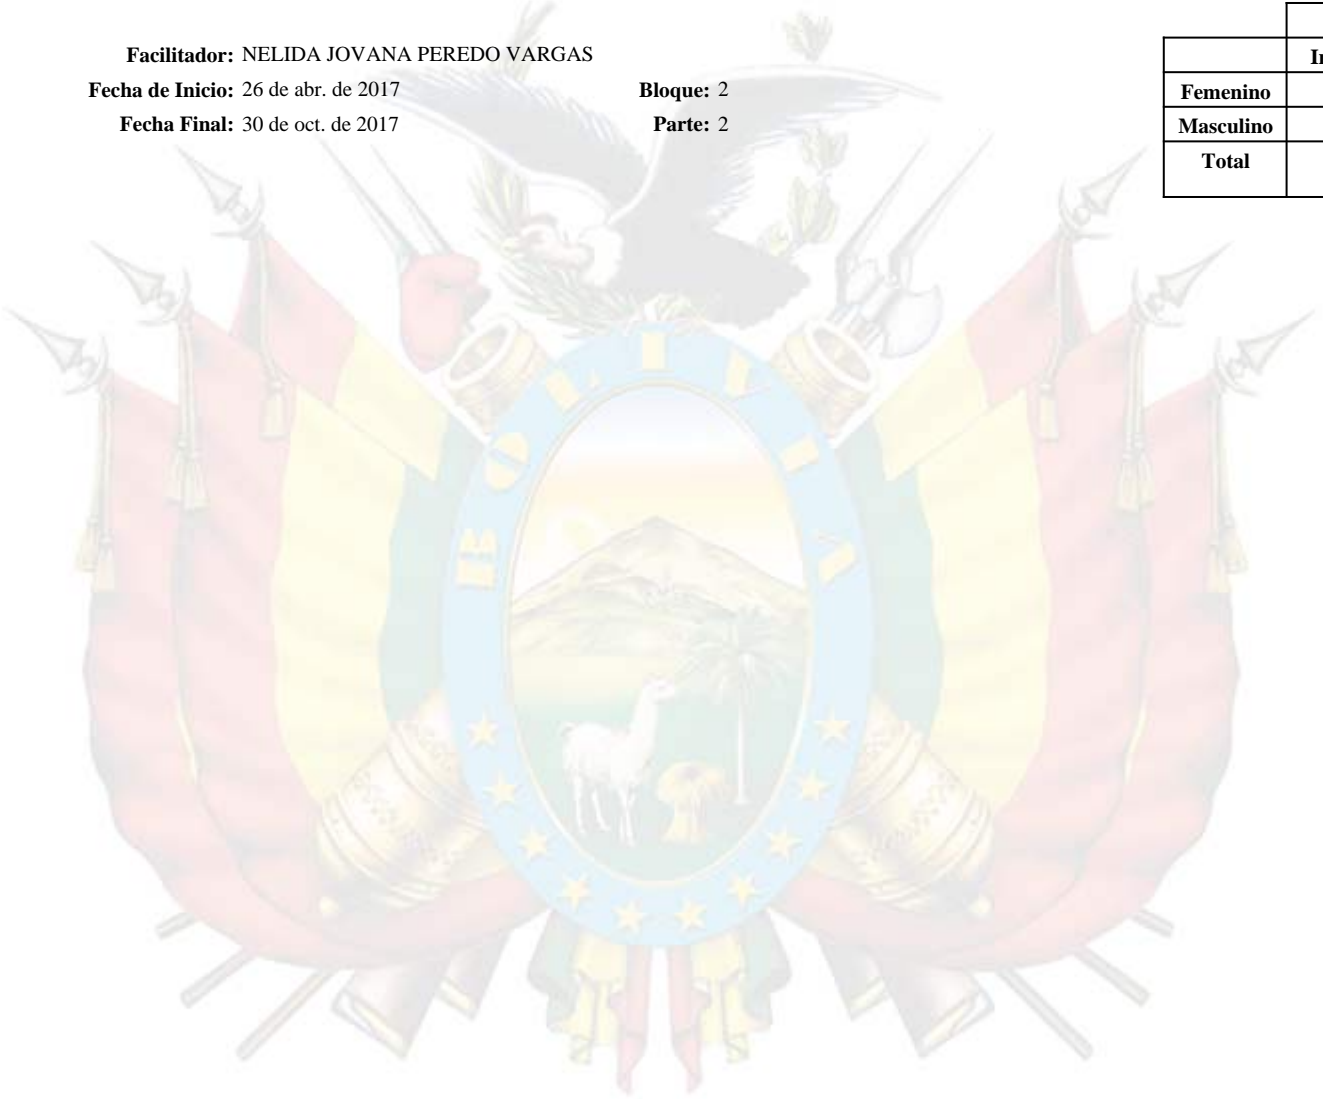 Facilitador: NELIDA JOVANA PEREDO VARGAS
Fecha de Inicio: 26 de abr. de 2017 Bloque: 2
Fecha Final: 30 de oct. de 2017 Parte: 2
Femenino
Masculino
Total
BOLIVIA